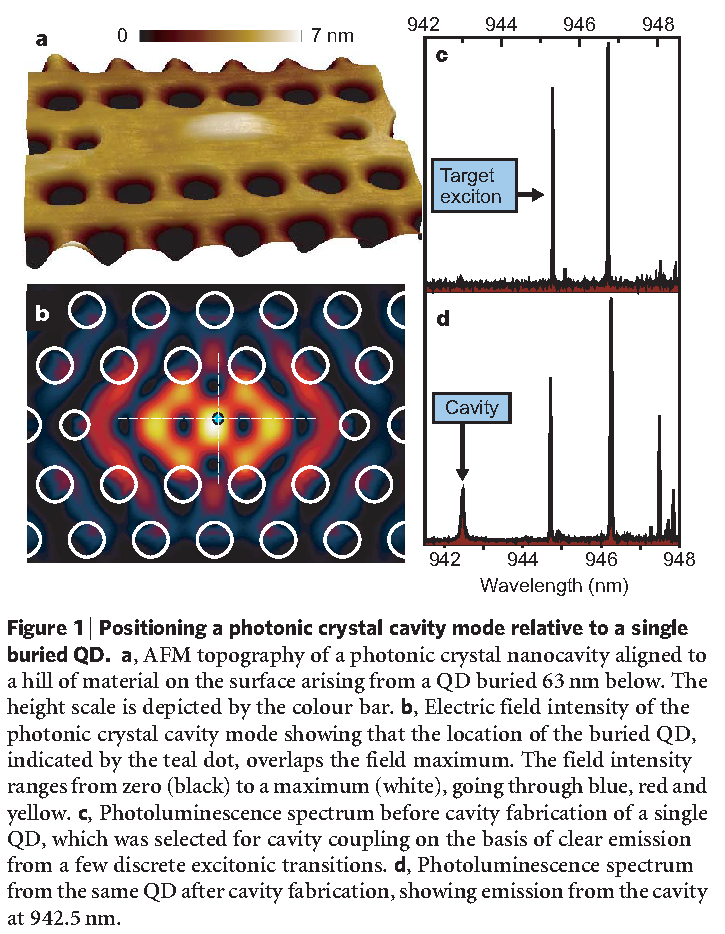 a
0
7 nm
942 944 946 948
c
Target
exciton
b
d
Cavity
942 944 946 948
Wavelength (nm)
Figure 1 | Positioning a photonic crystal cavity mode relative to a single
buried QD. a, AFM topography of a photonic crystal nanocavity aligned to
a hill of material on the surface arising from a QD buried 63 nm below. The
height scale is depicted by the colour bar. b, Electric field intensity of the
photonic crystal cavity mode showing that the location of the buried QD,
indicated by the teal dot, overlaps the field maximum. The field intensity
ranges from zero (black) to a maximum (white), going through blue, red and
yellow. c, Photoluminescence spectrum before cavity fabrication of a single
QD, which was selected for cavity coupling on the basis of clear emission
from a few discrete excitonic transitions. d, Photoluminescence spectrum
from the same QD after cavity fabrication, showing emission from the cavity
at 942.5 nm.